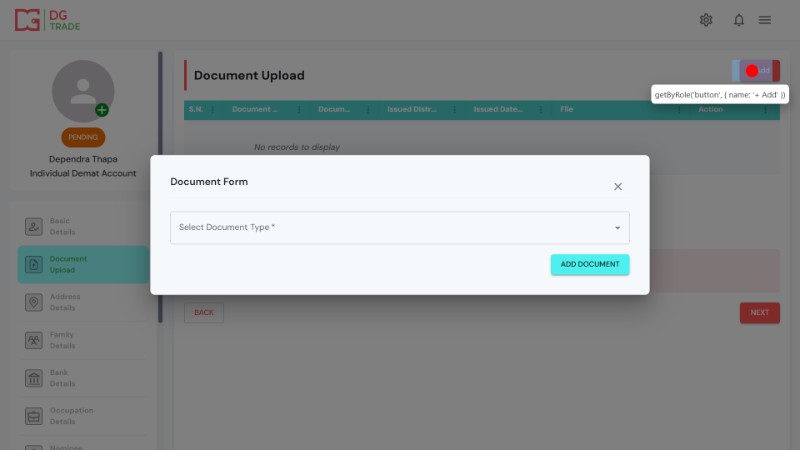 DG
TRADE
PENDING
Dependra Thapa
Individual Demat Account
Basic
Details
Document
Upload
Address
Details
Family
Details
Bank
Details
Occupation
Details
Nominee
Document Upload
getByRole('button', { name: '+ Add' })
S.N.
Document ...
Docum...
Issued Distr...
Issued Date...
File
Action
No records to display
Document Form
Select Document Type *
ADD DOCUMENT
BACK
NEXT